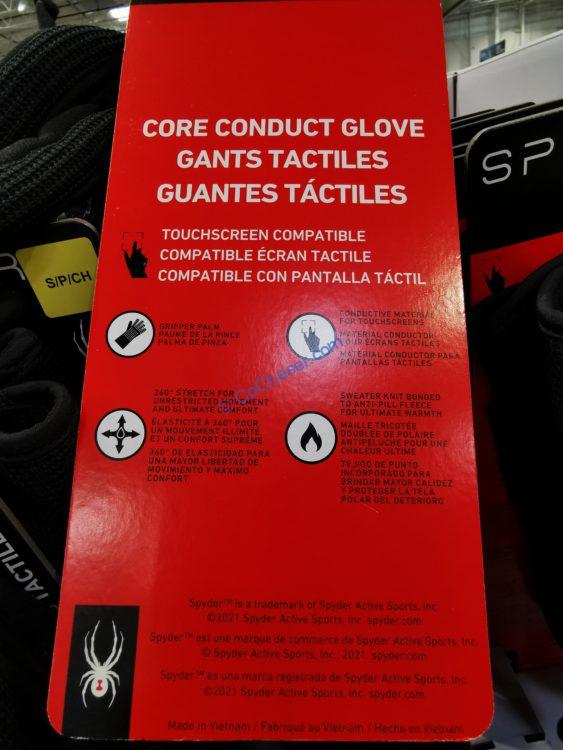 CORE CONDUCT GLOVE
GANTS TACTILES
GUANTES TÁCTILES
TOUCHSCREEN COMPATIBLE
COMPATIBLE ÉCRAN TACTILE
COMPATIBLE CON PANTALLA TÁCTIL
GRIPPER PALM
PAUME DE LA PINCE
PALMA DE PINZA
CONDUCTIVE MATERIAL
FOR TOUCHSCREENS
MATERIAL CONDUCTOR
POUR ÉCRANS TACTILES
MATERIAL CONDUCTOR PARA
PANTALLAS TÁCTILES
360° STRETCH FOR
UNRESTRICTED MOVEMENT
AND ULTIMATE COMFORT
ÉLASTICITÉ À 360° POUR
UN MOUVEMENT ILLIMITÉ
ET UN CONFORT SUPRÊME
360° DE ELASTICIDAD PARA
UNA MAYOR LIBERTAD DE
MOVIMIENTO Y MÁXIMO
CONFORT
SWEATER KNIT BONDED
TO ANTI-PILL FLEECE
FOR ULTIMATE WARMTH
MAILLE TRICOTÉE
DOUBLÉE DE POLAIRE
ANTIPELUCHE POUR UNE
CHALEUR ULTIME
TEJIDO DE PUNTO
INCORPORADO PARA
BRINDAR MAYOR CALIDEZ
Y PROTEGER LA TELA
POLAR DEL DETERIORO
Spyder™ is a trademark of Spyder Active Sports, Inc.
©2021 Spyder Active Sports, Inc. spyder.com
Spyder™ est une marque de commerce de Spyder Active Sports, Inc.
© Spyder Active Sports, Inc., 2021. spyder.com
Spyder™ es una marca registrada de Spyder Active Sports, Inc.
©2021 Spyder Active Sports, Inc. spyder.com
Made in Vietnam / Fabriqué au Vietnam / Hecho en Vietnam
S/P/CH
SP
TACTILE
CoChaser.com